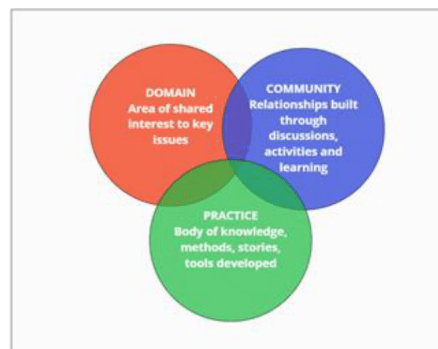 DOMAIN
Area of shared
interest to key
issues
COMMUNITY
Relationships built
through
discussions,
activities and
learning
PRACTICE
Body of knowledge,
methods, stories,
tools developed